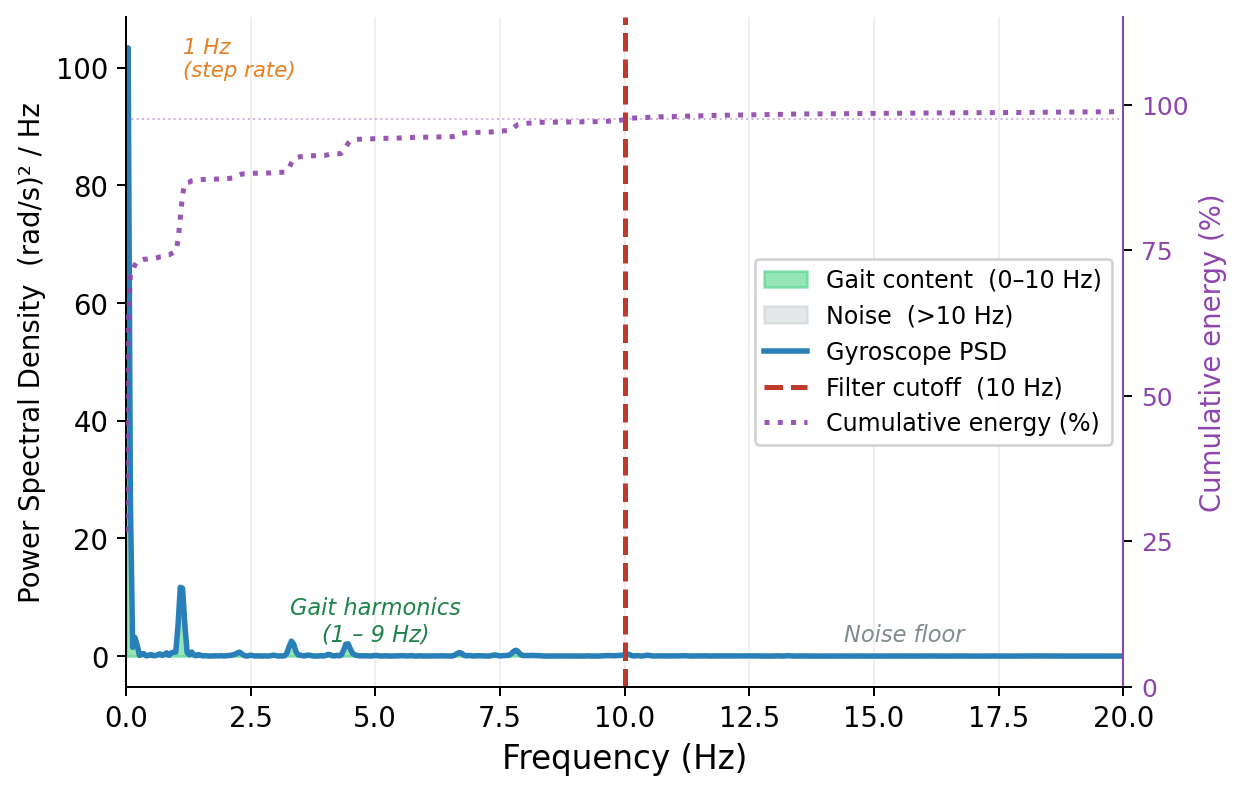 1 Hz
(step rate)
100
80
60
40
20
0
Power Spectral Density (rad/s)² / Hz
100
75
50
25
0
Cumulative energy (%)
Gait content (0–10 Hz)
Noise (>10 Hz)
Gyroscope PSD
Filter cutoff (10 Hz)
Cumulative energy (%)
Gait harmonics
(1 – 9 Hz)
Noise floor
0.0 2.5 5.0 7.5 10.0 12.5 15.0 17.5 20.0
Frequency (Hz)